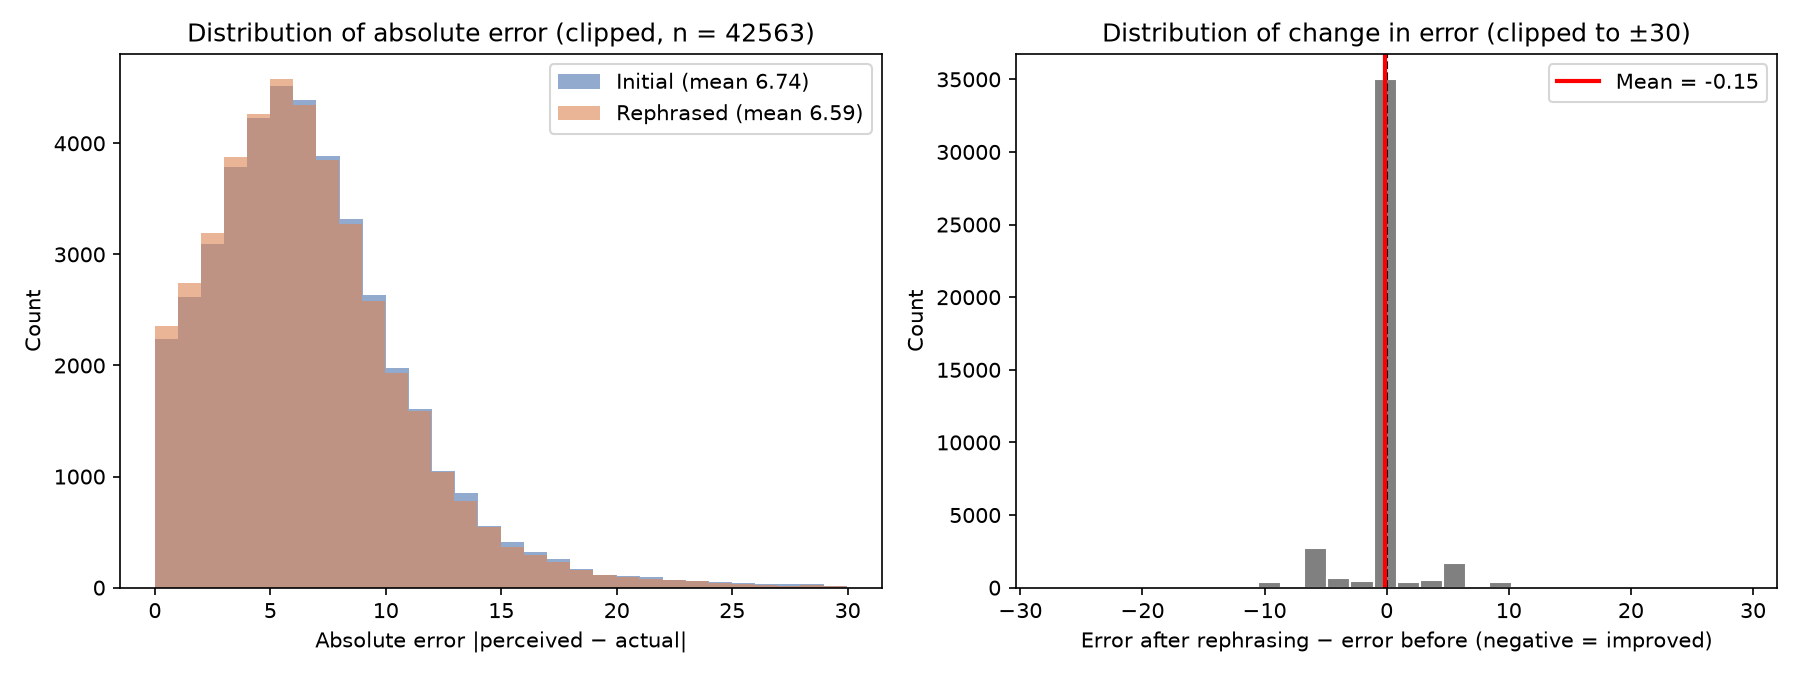 Distribution of absolute error (clipped, n = 42563)
Initial (mean 6.74)
Rephrased (mean 6.59)
Count
4000
3000
2000
1000
0
0 5 10 15 20 25 30
Absolute error |perceived − actual|
Distribution of change in error (clipped to ±30)
Mean = -0.15
Count
35000
30000
25000
20000
15000
10000
5000
0
−30 −20 −10 0 10 20 30
Error after rephrasing − error before (negative = improved)